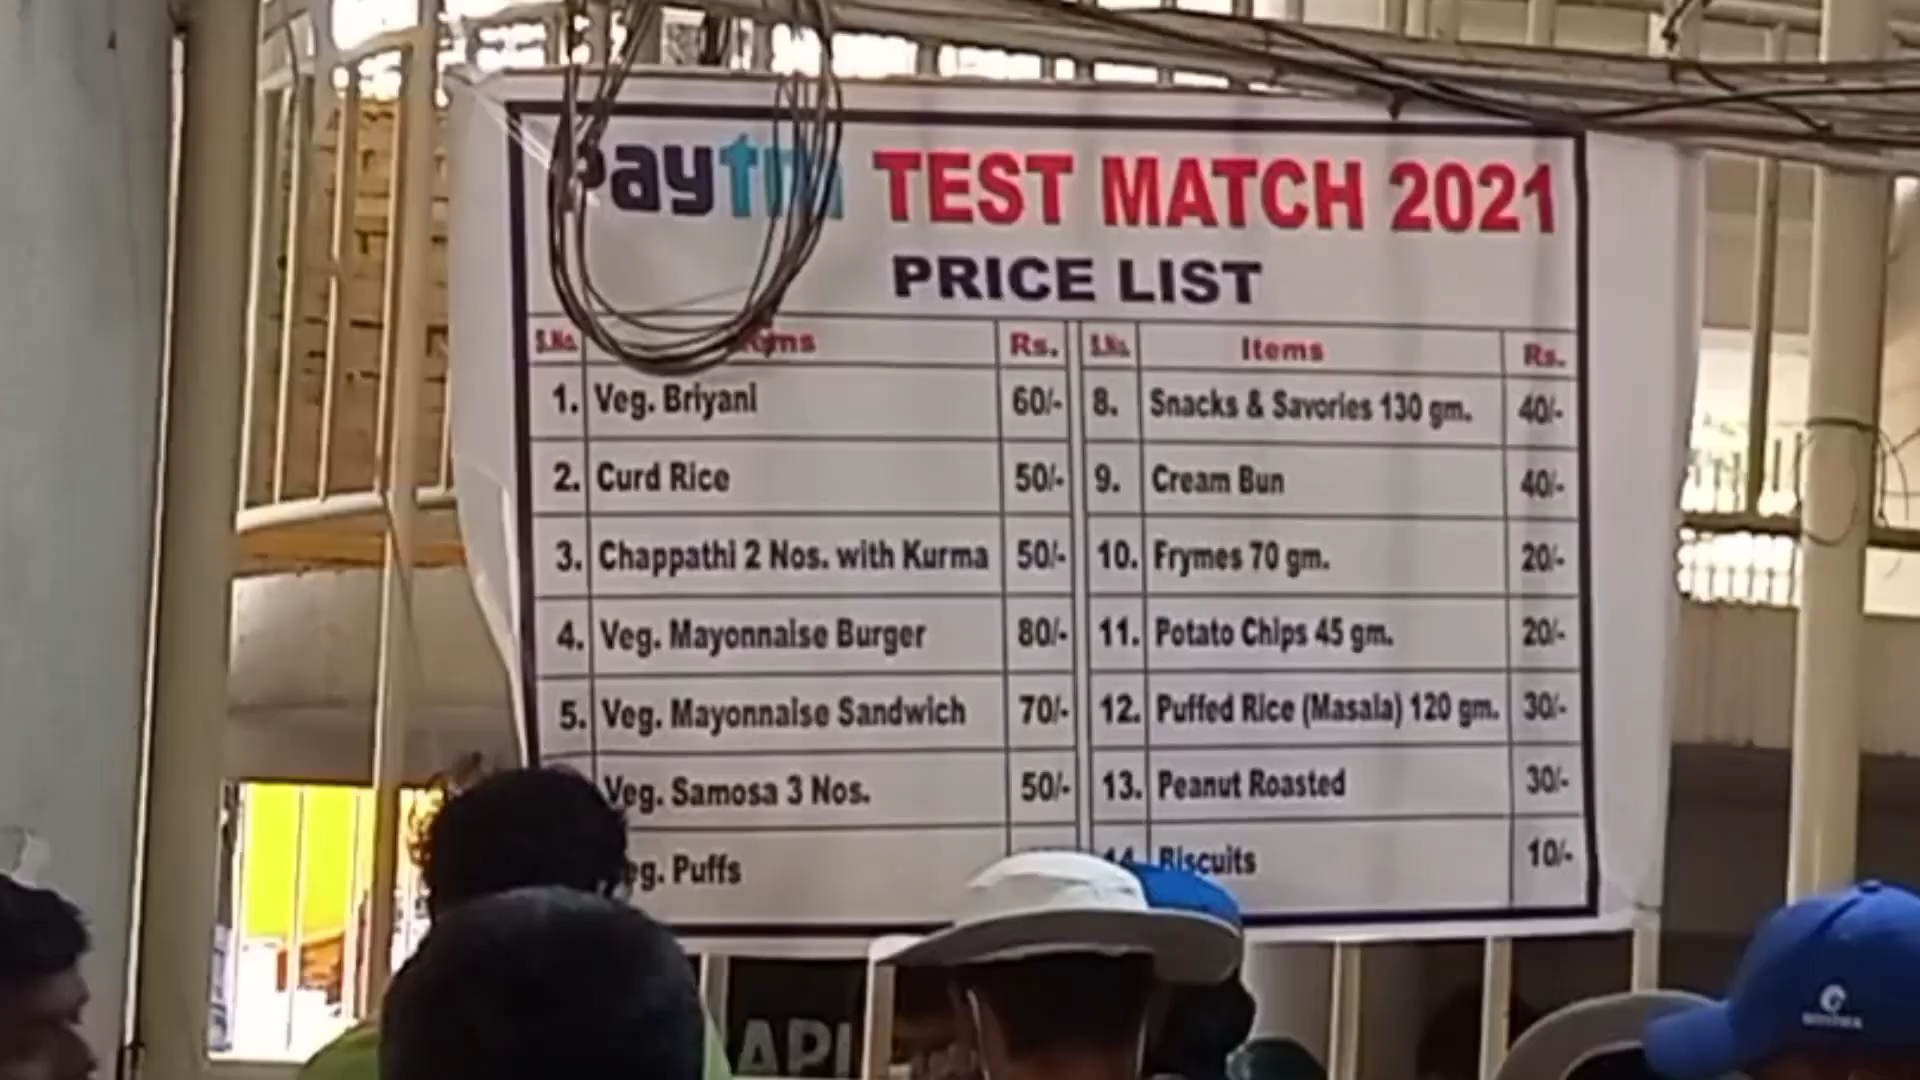 Paytm TEST MATCH 2021
PRICE LIST
S.No. Items Rs. S.No. Items Rs.
1. Veg. Briyani 60/- 8. Snacks & Savories 130 gm. 40/-
2. Curd Rice 50/- 9. Cream Bun 40/-
3. Chappathi 2 Nos. with Kurma 50/- 10. Frymes 70 gm. 20/-
4. Veg. Mayonnaise Burger 80/- 11. Potato Chips 45 gm. 20/-
5. Veg. Mayonnaise Sandwich 70/- 12. Puffed Rice (Masala) 120 gm. 30/-
Veg. Samosa 3 Nos. 50/- 13. Peanut Roasted 30/-
Veg. Puffs 14. Biscuits 10/-
API